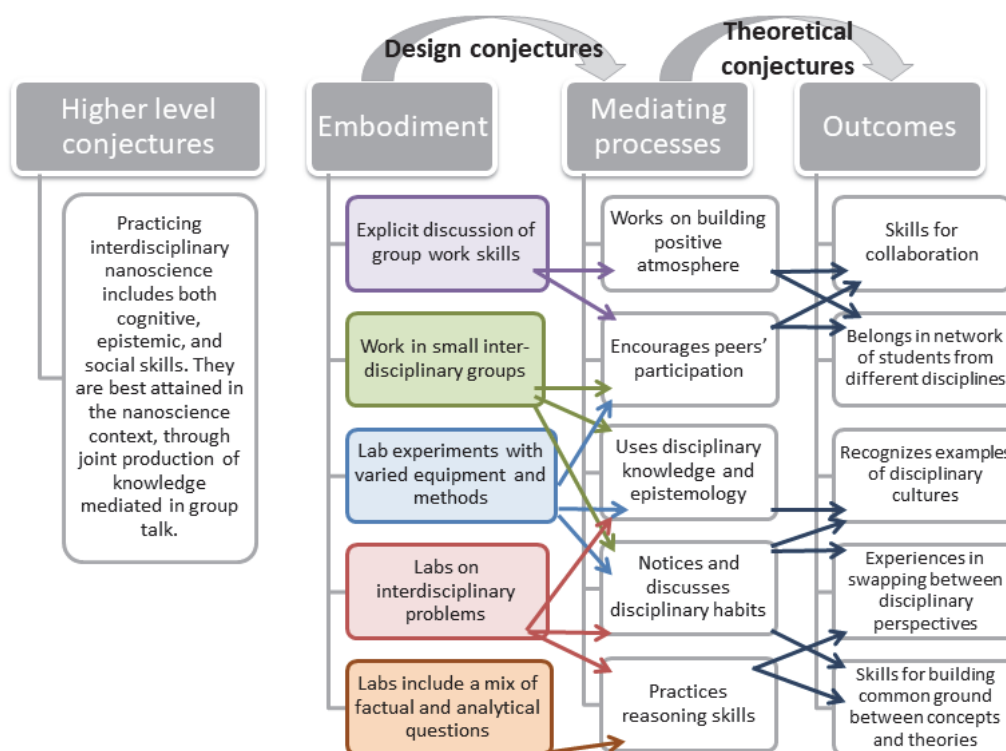 Design conjectures
Theoretical
conjectures
Higher level
conjectures
Practicing
interdisciplinary
nanoscience
includes both
cognitive,
epistemic, and
social skills. They
are best attained in
the nanoscience
context, through
joint production of
knowledge
mediated in group
talk.
Embodiment
Explicit discussion of
group work skills
Work in small inter-
disciplinary groups
Lab experiments with
varied equipment and
methods
Labs on
interdisciplinary
problems
Labs include a mix of
factual and analytical
questions
Mediating
processes
Works on building
positive
atmosphere
Encourages peers’
participation
Uses disciplinary
knowledge and
epistemology
Notices and
discusses
disciplinary habits
Practices
reasoning skills
Outcomes
Skills for
collaboration
Belongs in network
of students from
different disciplines
Recognizes examples
of disciplinary
cultures
Experiences in
swapping between
disciplinary
perspectives
Skills for building
common ground
between concepts
and theories